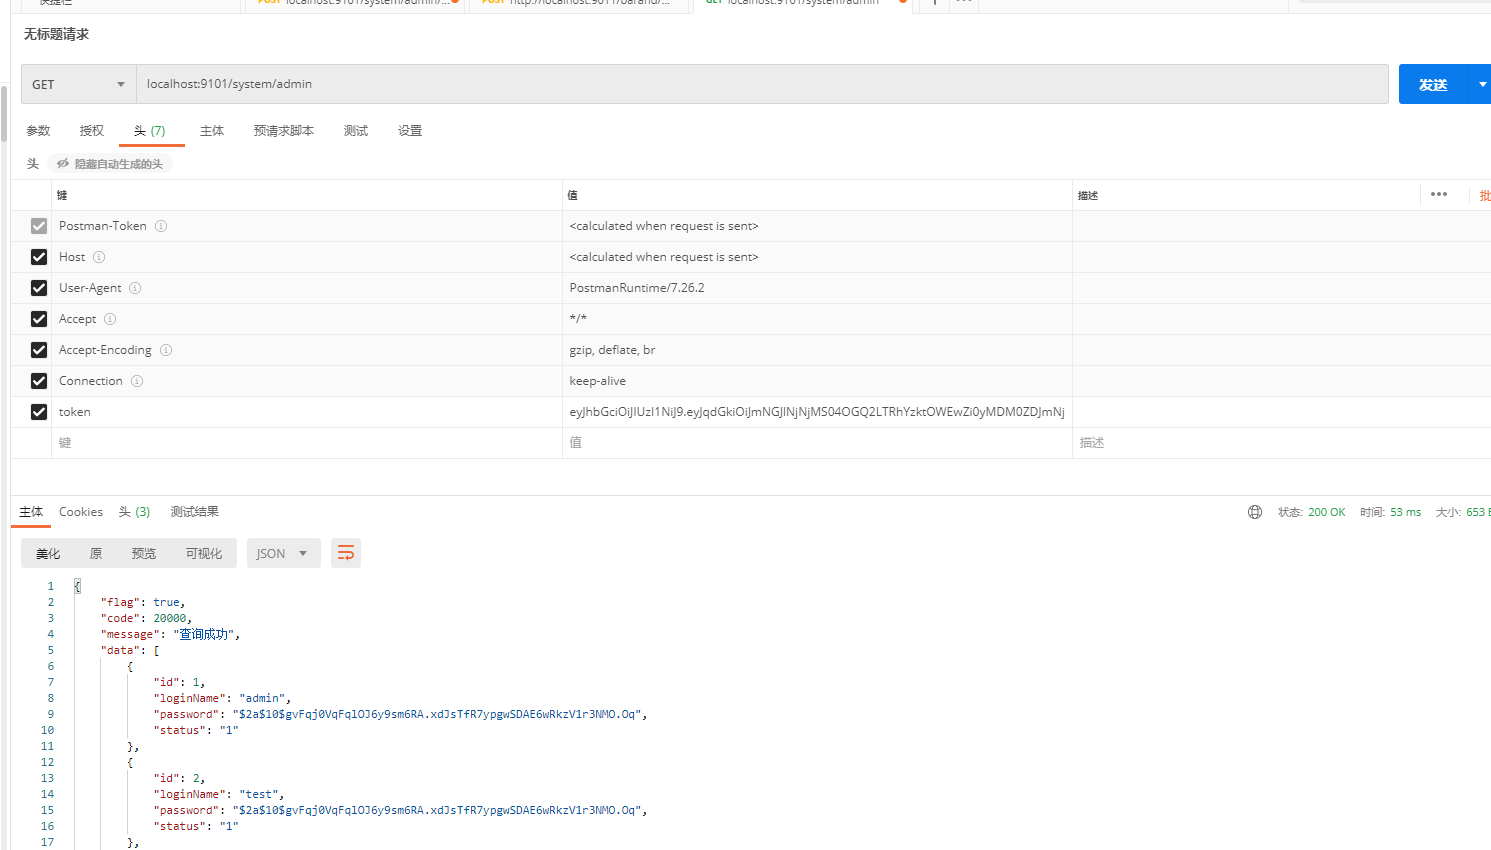 快捷栏 POST localhost:9101/system/admin/... POST http://localhost:9011/barand/... GET localhost:9101/system/admin + •••
无标题请求
GET localhost:9101/system/admin 发送
参数 授权 头 (7) 主体 预请求脚本 测试 设置
头 隐藏自动生成的头
键 值 描述 ••• 批
Postman-Token <calculated when request is sent>
Host <calculated when request is sent>
User-Agent PostmanRuntime/7.26.2
Accept */*
Accept-Encoding gzip, deflate, br
Connection keep-alive
token eyJhbGciOiJIUzI1NiJ9.eyJqdGkiOiJmNGJlNjNjMS04OGQ2LTRhYzktOWEwZi0yMDM0ZDJmNj
键 值 描述
主体 Cookies 头 (3) 测试结果 状态: 200 OK 时间: 53 ms 大小: 653 B
美化 原 预览 可视化 JSON
1 {
2 "flag": true,
3 "code": 20000,
4 "message": "查询成功",
5 "data": [
6 {
7 "id": 1,
8 "loginName": "admin",
9 "password": "$2a$10$gvFqj0VqFqlOJ6y9sm6RA.xdJsTfR7ypgwSDAE6wRkzV1r3NMO.Oq",
10 "status": "1"
11 },
12 {
13 "id": 2,
14 "loginName": "test",
15 "password": "$2a$10$gvFqj0VqFqlOJ6y9sm6RA.xdJsTfR7ypgwSDAE6wRkzV1r3NMO.Oq",
16 "status": "1"
17 },